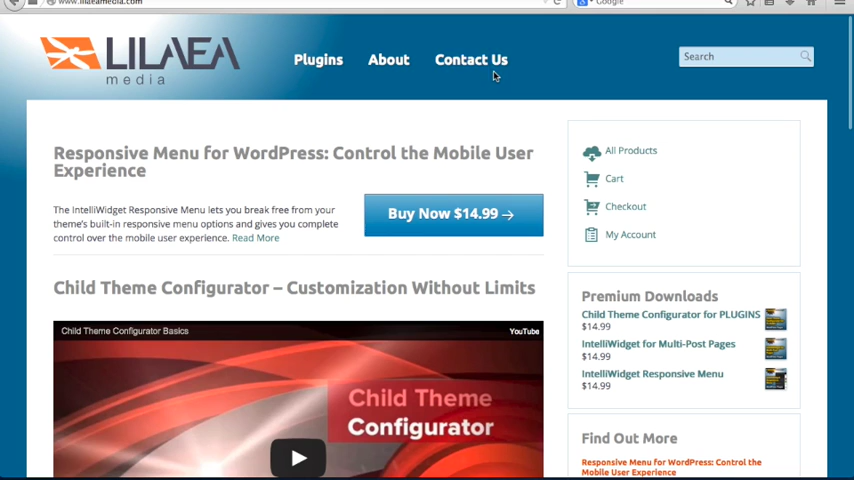 www.lilaeamedia.com
Google
LILAEA
media
Plugins
About
Contact Us
Search
Responsive Menu for WordPress: Control the Mobile User
Experience
The IntelliWidget Responsive Menu lets you break free from your
theme's built-in responsive menu options and gives you complete
control over the mobile user experience. Read More
Buy Now $14.99 →
Child Theme Configurator – Customization Without Limits
Child Theme Configurator Basics
YouTube
Child Theme
Configurator
All Products
Cart
Checkout
My Account
Premium Downloads
Child Theme Configurator for PLUGINS
$14.99
IntelliWidget for Multi-Post Pages
$14.99
IntelliWidget Responsive Menu
$14.99
Find Out More
Responsive Menu for WordPress: Control the
Mobile User Experience